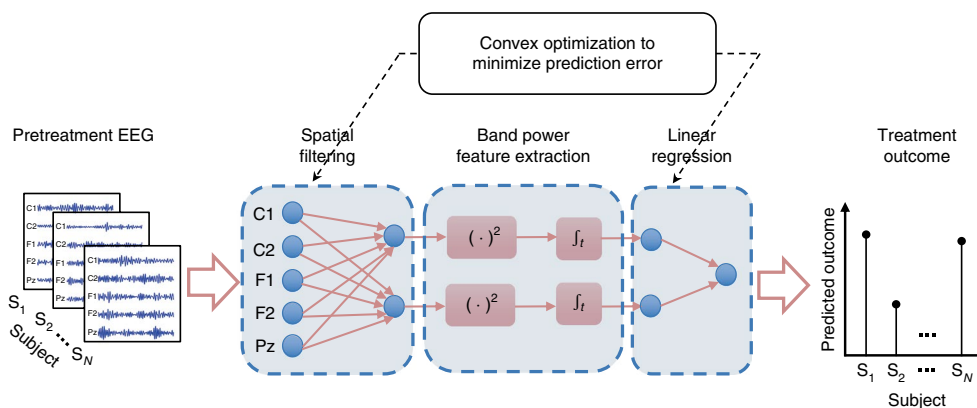 Convex optimization to
minimize prediction error
Pretreatment EEG
Spatial
filtering
Band power
feature extraction
Linear
regression
Treatment
outcome
C1
C2
F1
F2
Pz
C1
C2
F1
F2
Pz
C1
C2
F1
F2
Pz
S1 S2 ... SN
Subject
C1
C2
F1
F2
Pz
(·)² ∫t
(·)² ∫t
Predicted outcome
...
S1 S2 ... SN
Subject